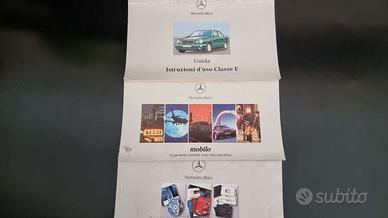 Mercedes-Benz
Guida
Istruzioni d'uso Classe E
Mercedes-Benz
mobilo
Mercedes-Benz
subito